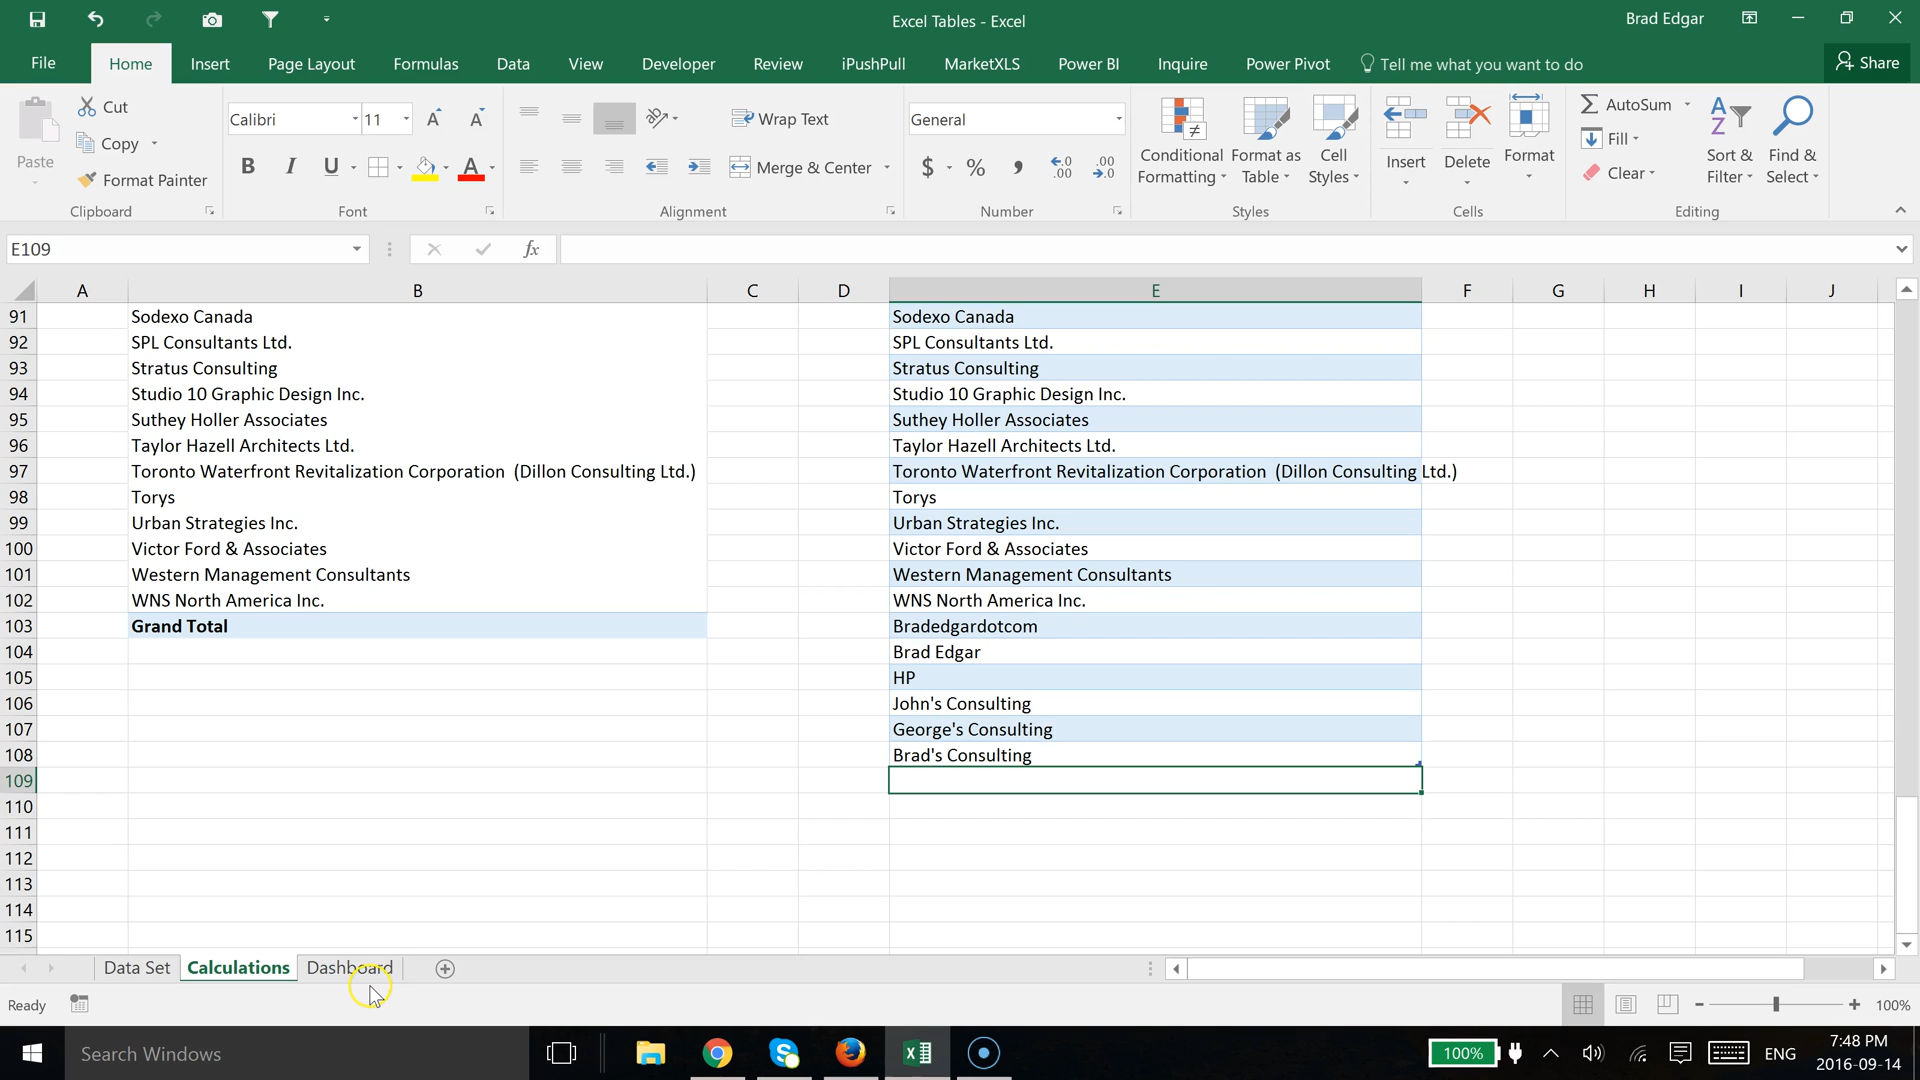 Excel Tables - Excel
Brad Edgar
File Home Insert Page Layout Formulas Data View Developer Review iPushPull MarketXLS Power BI Inquire Power Pivot Tell me what you want to do Share
Paste
Cut
Copy
Format Painter
Clipboard
Calibri 11
B I U A
Font
Wrap Text
Merge & Center
Alignment
General
$ % ,
Number
Conditional Formatting
Format as Table
Cell Styles
Styles
Insert
Delete
Format
Cells
AutoSum
Fill
Clear
Sort & Filter
Find & Select
Editing
E109 fx
A B C D E F G H I J
91 Sodexo Canada Sodexo Canada
92 SPL Consultants Ltd. SPL Consultants Ltd.
93 Stratus Consulting Stratus Consulting
94 Studio 10 Graphic Design Inc. Studio 10 Graphic Design Inc.
95 Suthey Holler Associates Suthey Holler Associates
96 Taylor Hazell Architects Ltd. Taylor Hazell Architects Ltd.
97 Toronto Waterfront Revitalization Corporation (Dillon Consulting Ltd.) Toronto Waterfront Revitalization Corporation (Dillon Consulting Ltd.)
98 Torys Torys
99 Urban Strategies Inc. Urban Strategies Inc.
100 Victor Ford & Associates Victor Ford & Associates
101 Western Management Consultants Western Management Consultants
102 WNS North America Inc. WNS North America Inc.
103 Grand Total Bradedgardotcom
104 Brad Edgar
105 HP
106 John's Consulting
107 George's Consulting
108 Brad's Consulting
109
110
111
112
113
114
115
Data Set Calculations Dashboard
Ready 100%
Search Windows
100% ENG 7:48 PM
2016-09-14